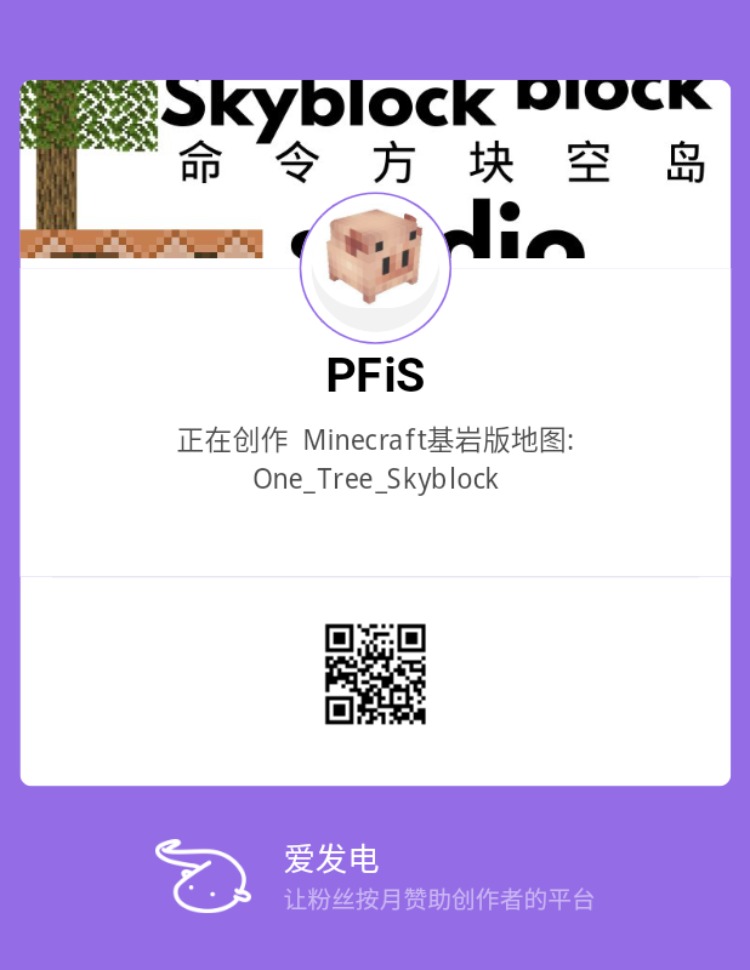 Skyblock block
命令方块空岛
dio
PFiS
正在创作 Minecraft基岩版地图:
One_Tree_Skyblock
爱发电
让粉丝按月赞助创作者的平台